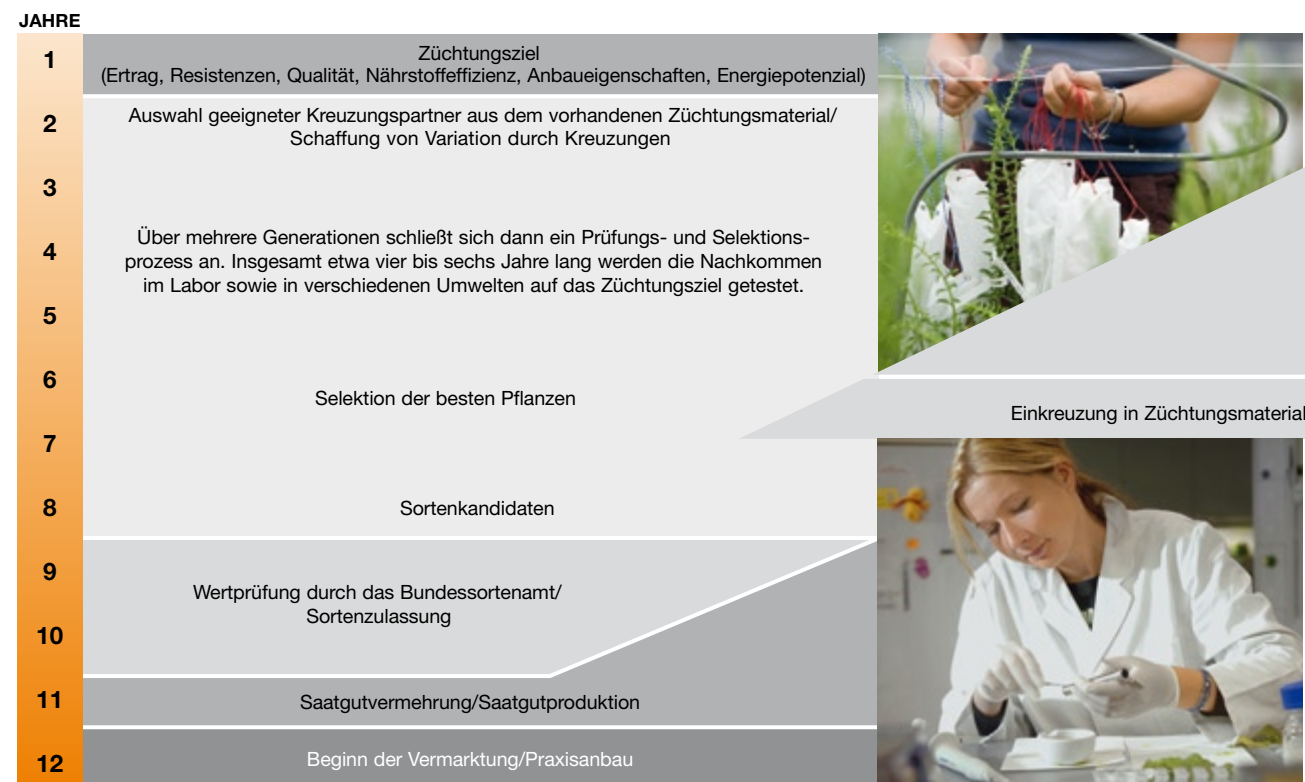 JAHRE
1
Züchtungsziel
(Ertrag, Resistenzen, Qualität, Nährstoffeffizienz, Anbaueigenschaften, Energiepotenzial)
2
Auswahl geeigneter Kreuzungspartner aus dem vorhandenen Züchtungsmaterial/
Schaffung von Variation durch Kreuzungen
3
4
Über mehrere Generationen schließt sich dann ein Prüfungs- und Selektions-
prozess an. Insgesamt etwa vier bis sechs Jahre lang werden die Nachkommen
im Labor sowie in verschiedenen Umwelten auf das Züchtungsziel getestet.
5
6
Selektion der besten Pflanzen
Einkreuzung in Züchtungsmaterial
7
8
Sortenkandidaten
9
Wertprüfung durch das Bundessortenamt/
Sortenzulassung
10
11
Saatgutvermehrung/Saatgutproduktion
12
Beginn der Vermarktung/Praxisanbau